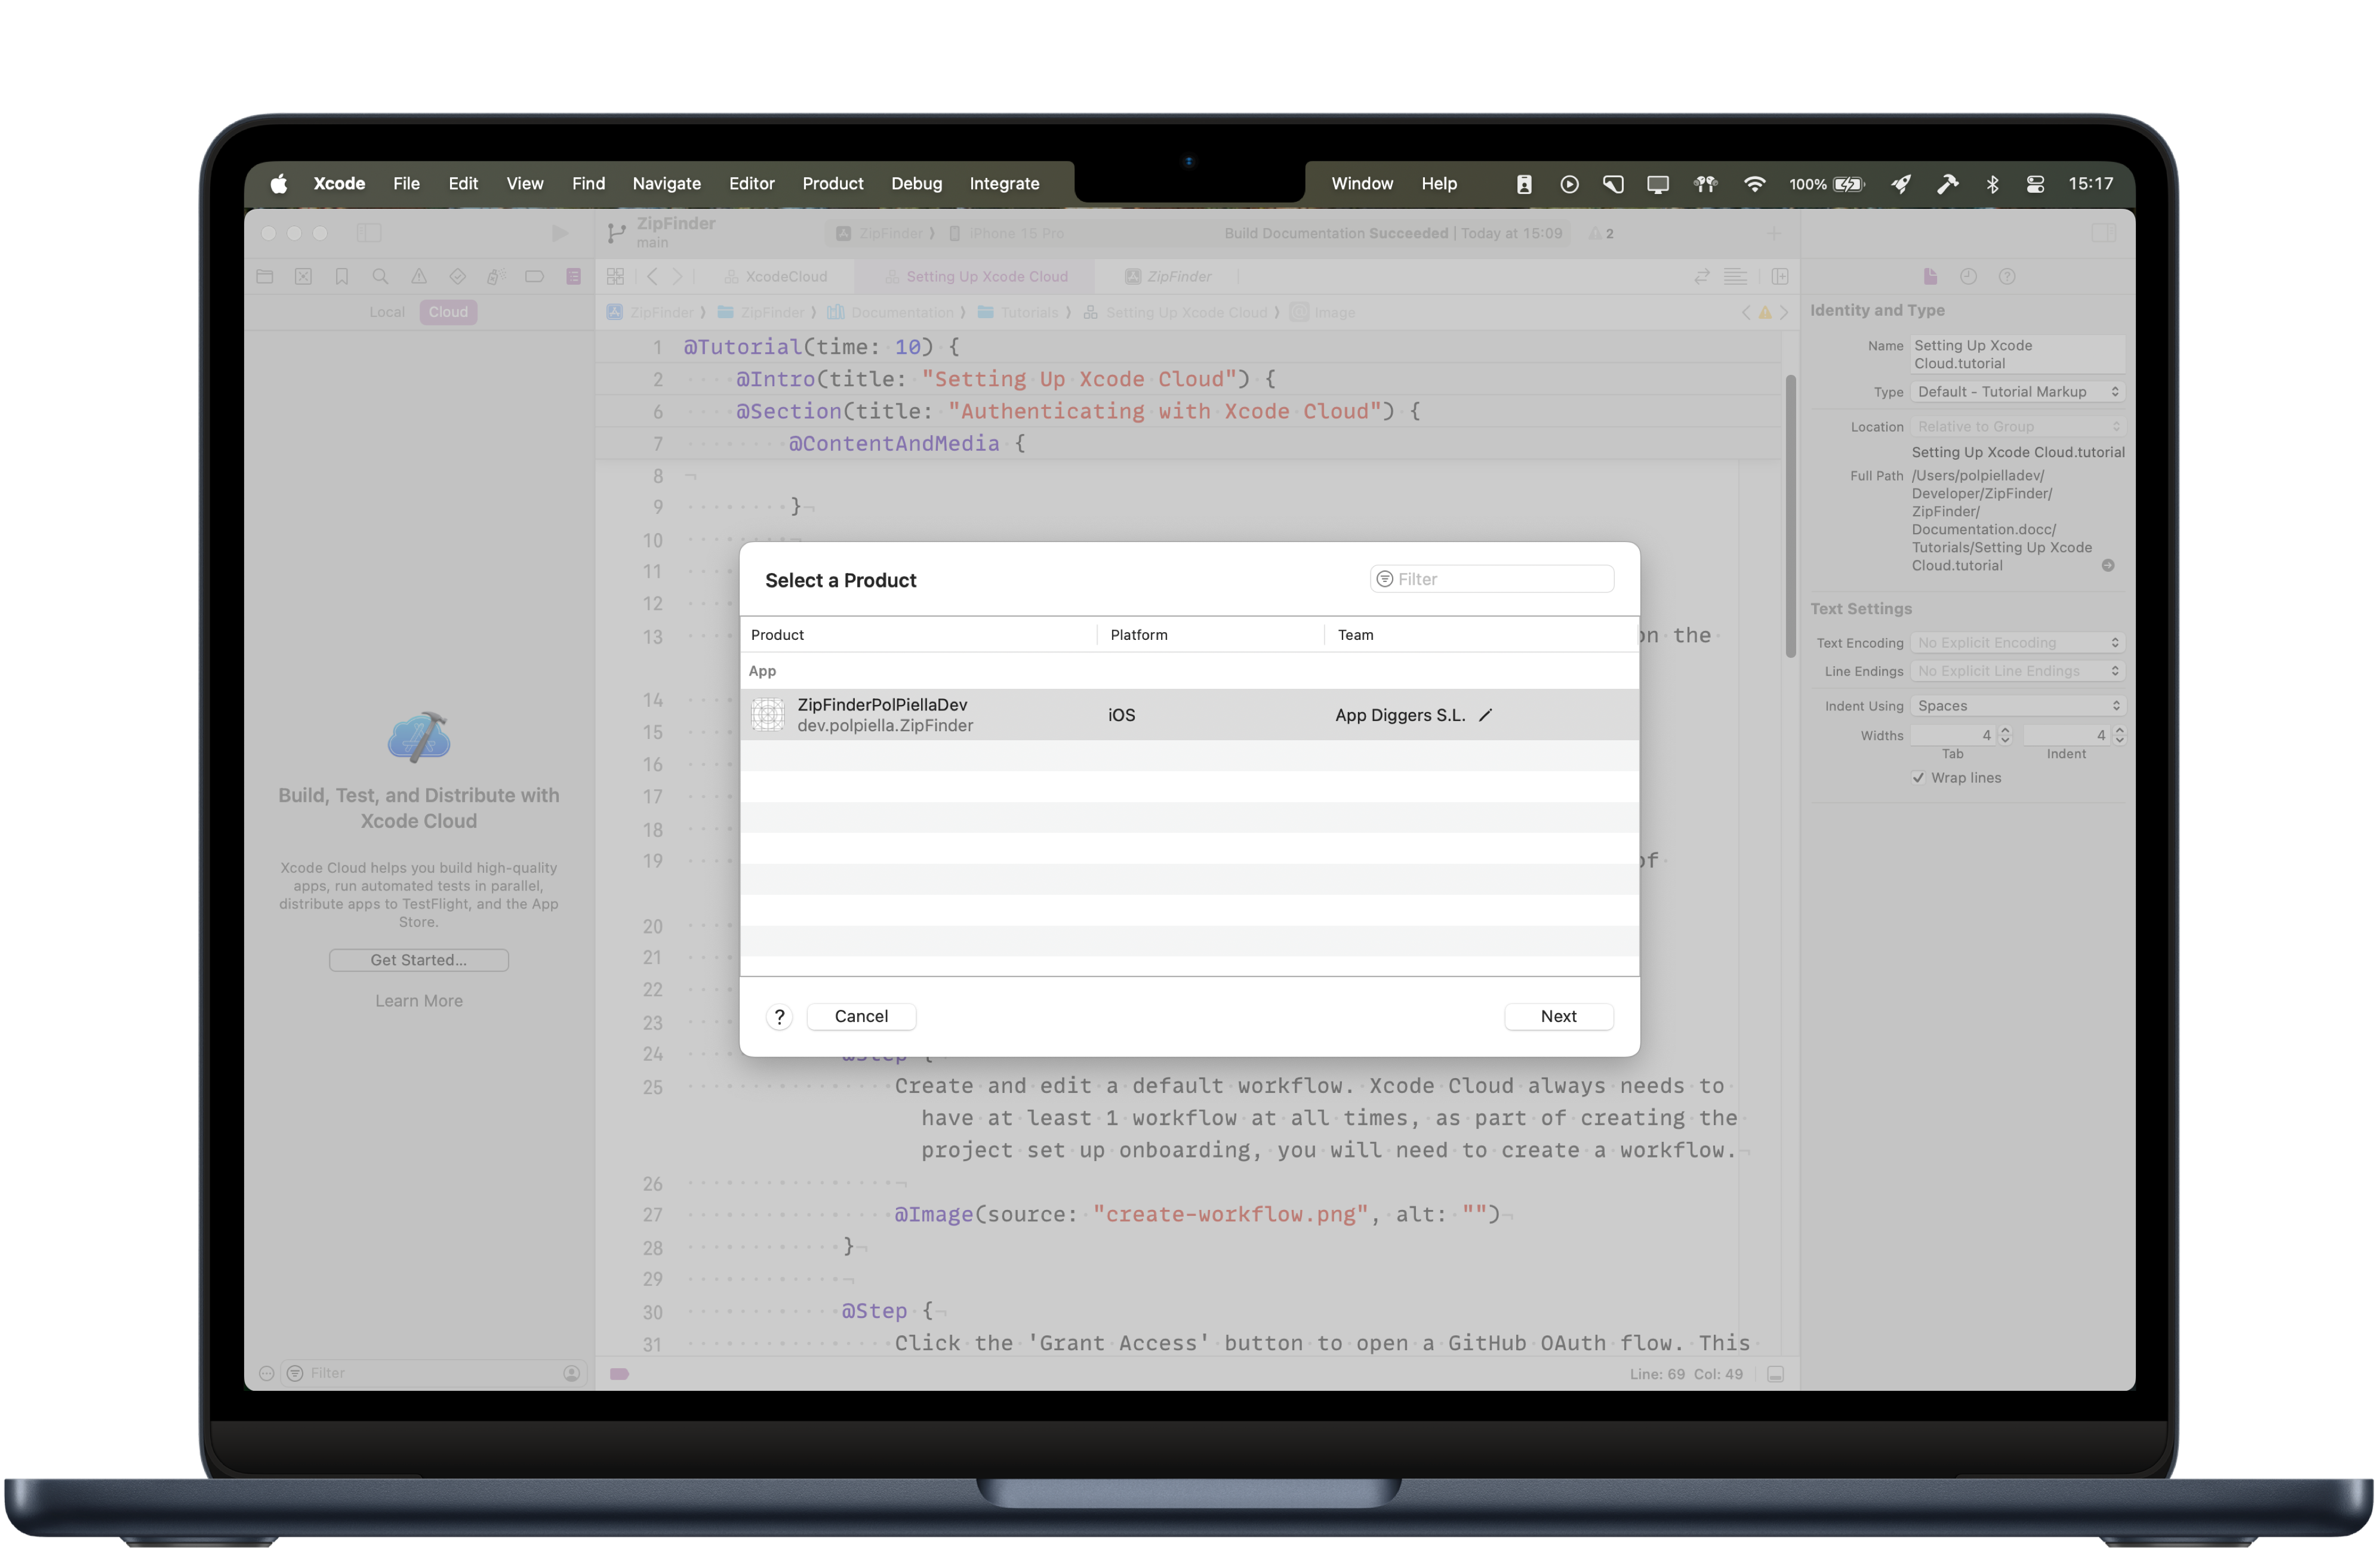 Xcode File Edit View Find Navigate Editor Product Debug Integrate Window Help 100% 15:17
ZipFinder
main
ZipFinder iPhone 15 Pro
Build Documentation Succeeded | Today at 15:09
2
XcodeCloud
Setting Up Xcode Cloud
ZipFinder
Local Cloud
ZipFinder ZipFinder Documentation Tutorials Setting Up Xcode Cloud Image
Build, Test, and Distribute with
Xcode Cloud
Xcode Cloud helps you build high-quality
apps, run automated tests in parallel,
distribute apps to TestFlight, and the App
Store.
Get Started...
Learn More
Filter
1 @Tutorial(time: 10) {
2 @Intro(title: "Setting Up Xcode Cloud") {
6 @Section(title: "Authenticating with Xcode Cloud") {
7 @ContentAndMedia {
8
9 }
10
11
12
13 on the
14
15
16
17
18
19 of
20
21
22
23
24 @Step {
25 Create and edit a default workflow. Xcode Cloud always needs to
have at least 1 workflow at all times, as part of creating the
project set up onboarding, you will need to create a workflow.
26
27 @Image(source: "create-workflow.png", alt: "")
28 }
29
30 @Step {
31 Click the 'Grant Access' button to open a GitHub OAuth flow. This
Line: 69 Col: 49
Select a Product
Filter
Product Platform Team
App
ZipFinderPolPiellaDev
dev.polpiella.ZipFinder
iOS
App Diggers S.L.
? Cancel Next
Identity and Type
Name Setting Up Xcode
Cloud.tutorial
Type Default - Tutorial Markup
Location Relative to Group
Setting Up Xcode Cloud.tutorial
Full Path /Users/polpielladev/
Developer/ZipFinder/
ZipFinder/
Documentation.docc/
Tutorials/Setting Up Xcode
Cloud.tutorial
Text Settings
Text Encoding No Explicit Encoding
Line Endings No Explicit Line Endings
Indent Using Spaces
Widths 4 4
Tab Indent
Wrap lines